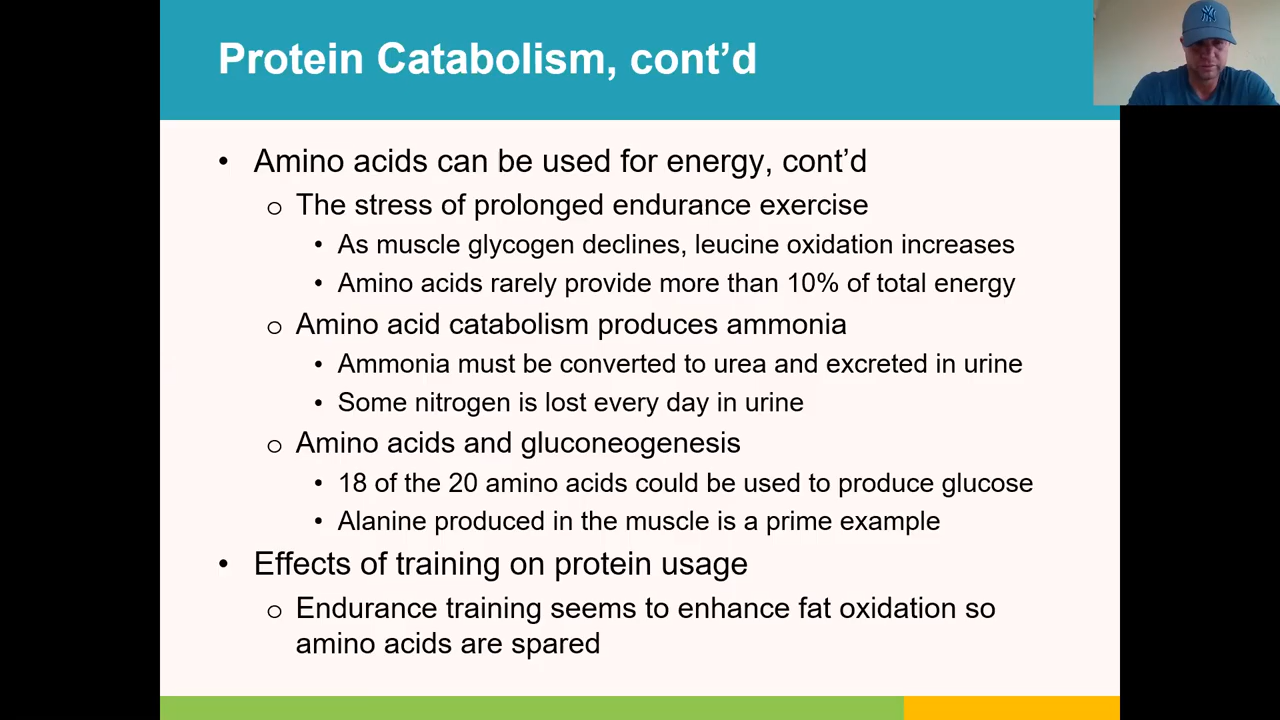 Protein Catabolism, cont’d
• Amino acids can be used for energy, cont’d
o The stress of prolonged endurance exercise
• As muscle glycogen declines, leucine oxidation increases
• Amino acids rarely provide more than 10% of total energy
o Amino acid catabolism produces ammonia
• Ammonia must be converted to urea and excreted in urine
• Some nitrogen is lost every day in urine
o Amino acids and gluconeogenesis
• 18 of the 20 amino acids could be used to produce glucose
• Alanine produced in the muscle is a prime example
• Effects of training on protein usage
o Endurance training seems to enhance fat oxidation so
amino acids are spared